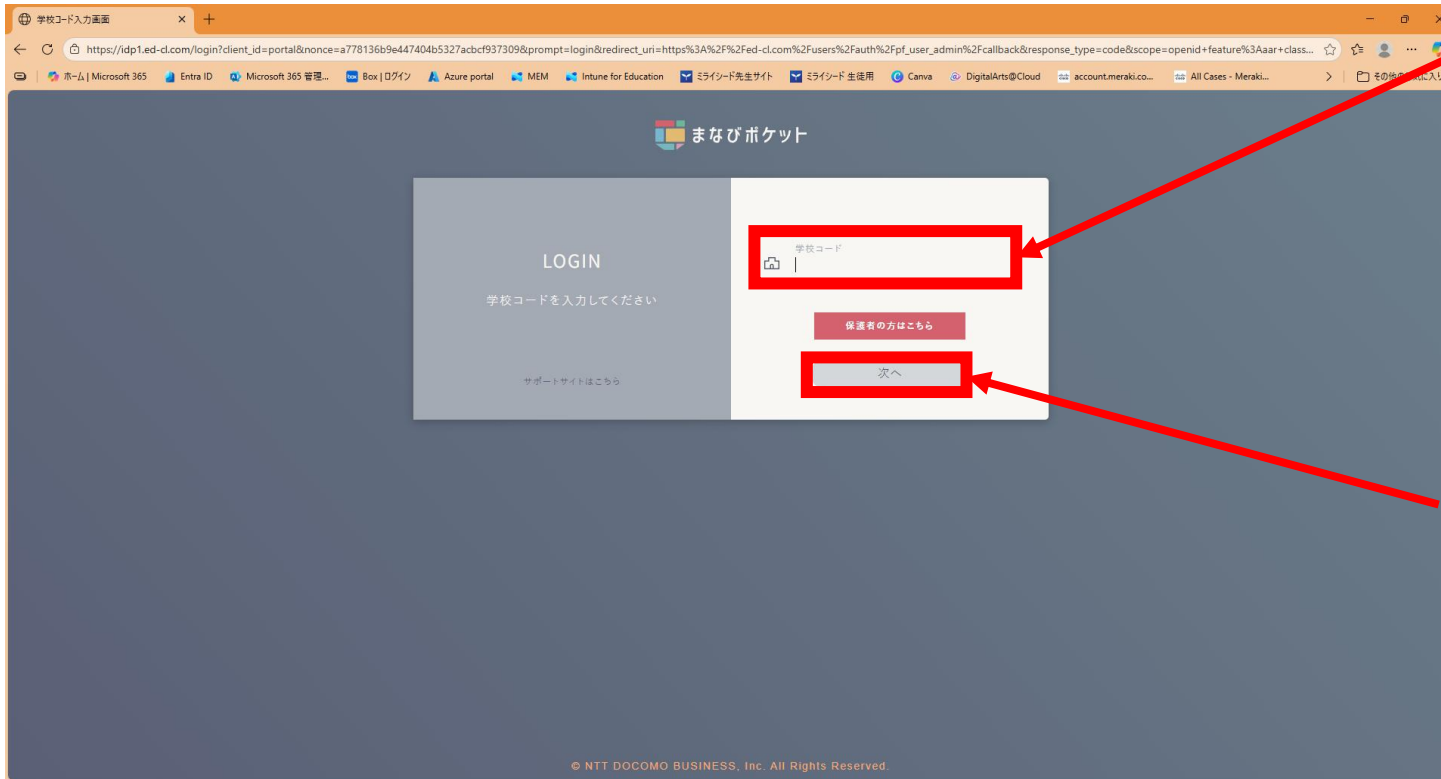 学校コード入力画面
https://idp1.ed-cl.com/login?client_id=portal&nonce=a778136b9e447404b5327acbcf937309&prompt=login&redirect_uri=https%3A%2F%2Fed-cl.com%2Fusers%2Fauth%2Fpf_user_admin%2Fcallback&response_type=code&scope=openid+feature%3Aaar+class...
ホーム | Microsoft 365 Entra ID Microsoft 365 管理... Box | ログイン Azure portal MEM Intune for Education ミライシード先生サイト ミライシード 生徒用 Canva DigitalArts@Cloud account.meraki.co... All Cases - Meraki...
まなびポケット
LOGIN
学校コードを入力してください
サポートサイトはこちら
学校コード
保護者の方はこちら
次へ
© NTT DOCOMO BUSINESS, Inc. All Rights Reserved.